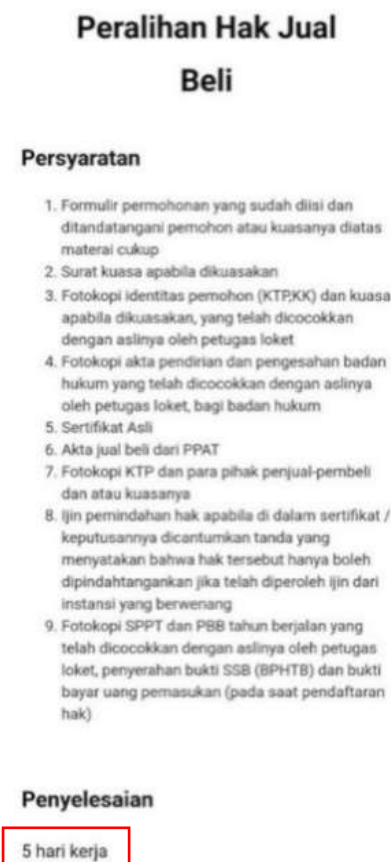 Peralihan Hak Jual
Beli
Persyaratan
1. Formulir permohonan yang sudah diisi dan
ditandatangani pemohon atau kuasanya diatas
materai cukup
2. Surat kuasa apabila dikuasakan
3. Fotokopi identitas pemohon (KTP,KK) dan kuasa
apabila dikuasakan, yang telah dicocokkan
dengan aslinya oleh petugas loket
4. Fotokopi akta pendirian dan pengesahan badan
hukum yang telah dicocokkan dengan aslinya
oleh petugas loket, bagi badan hukum
5. Sertifikat Asli
6. Akta jual beli dari PPAT
7. Fotokopi KTP dan para pihak penjual-pembeli
dan atau kuasanya
8. Ijin pemindahan hak apabila di dalam sertifikat /
keputusannya dicantumkan tanda yang
menyatakan bahwa hak tersebut hanya boleh
dipindahtangankan jika telah diperoleh ijin dari
instansi yang berwenang
9. Fotokopi SPPT dan PBB tahun berjalan yang
telah dicocokkan dengan aslinya oleh petugas
loket, penyerahan bukti SSB (BPHTB) dan bukti
bayar uang pemasukan (pada saat pendaftaran
hak)
Penyelesaian
5 hari kerja